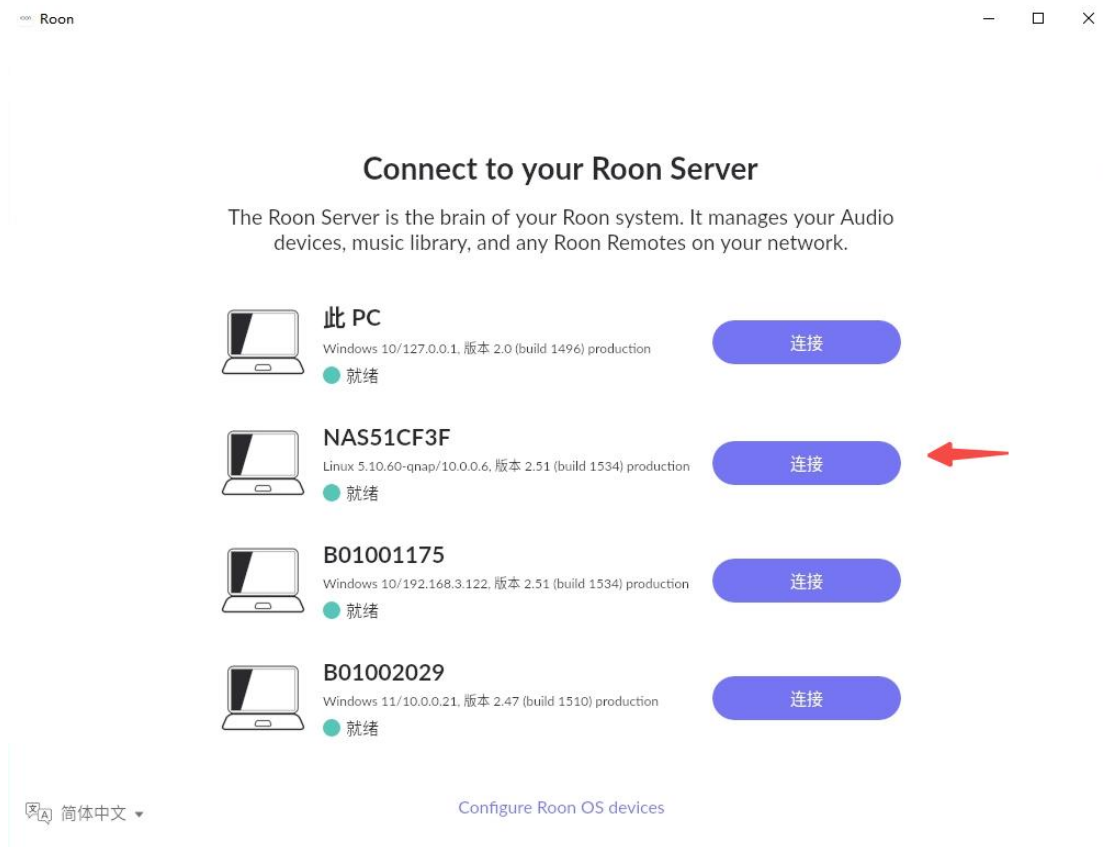 Roon
Connect to your Roon Server
The Roon Server is the brain of your Roon system. It manages your Audio
devices, music library, and any Roon Remotes on your network.
此 PC
Windows 10/127.0.0.1, 版本 2.0 (build 1496) production
就绪
连接
NAS51CF3F
Linux 5.10.60-qnap/10.0.0.6, 版本 2.51 (build 1534) production
就绪
连接
B01001175
Windows 10/192.168.3.122, 版本 2.51 (build 1534) production
就绪
连接
B01002029
Windows 11/10.0.0.21, 版本 2.47 (build 1510) production
就绪
连接
简体中文
Configure Roon OS devices